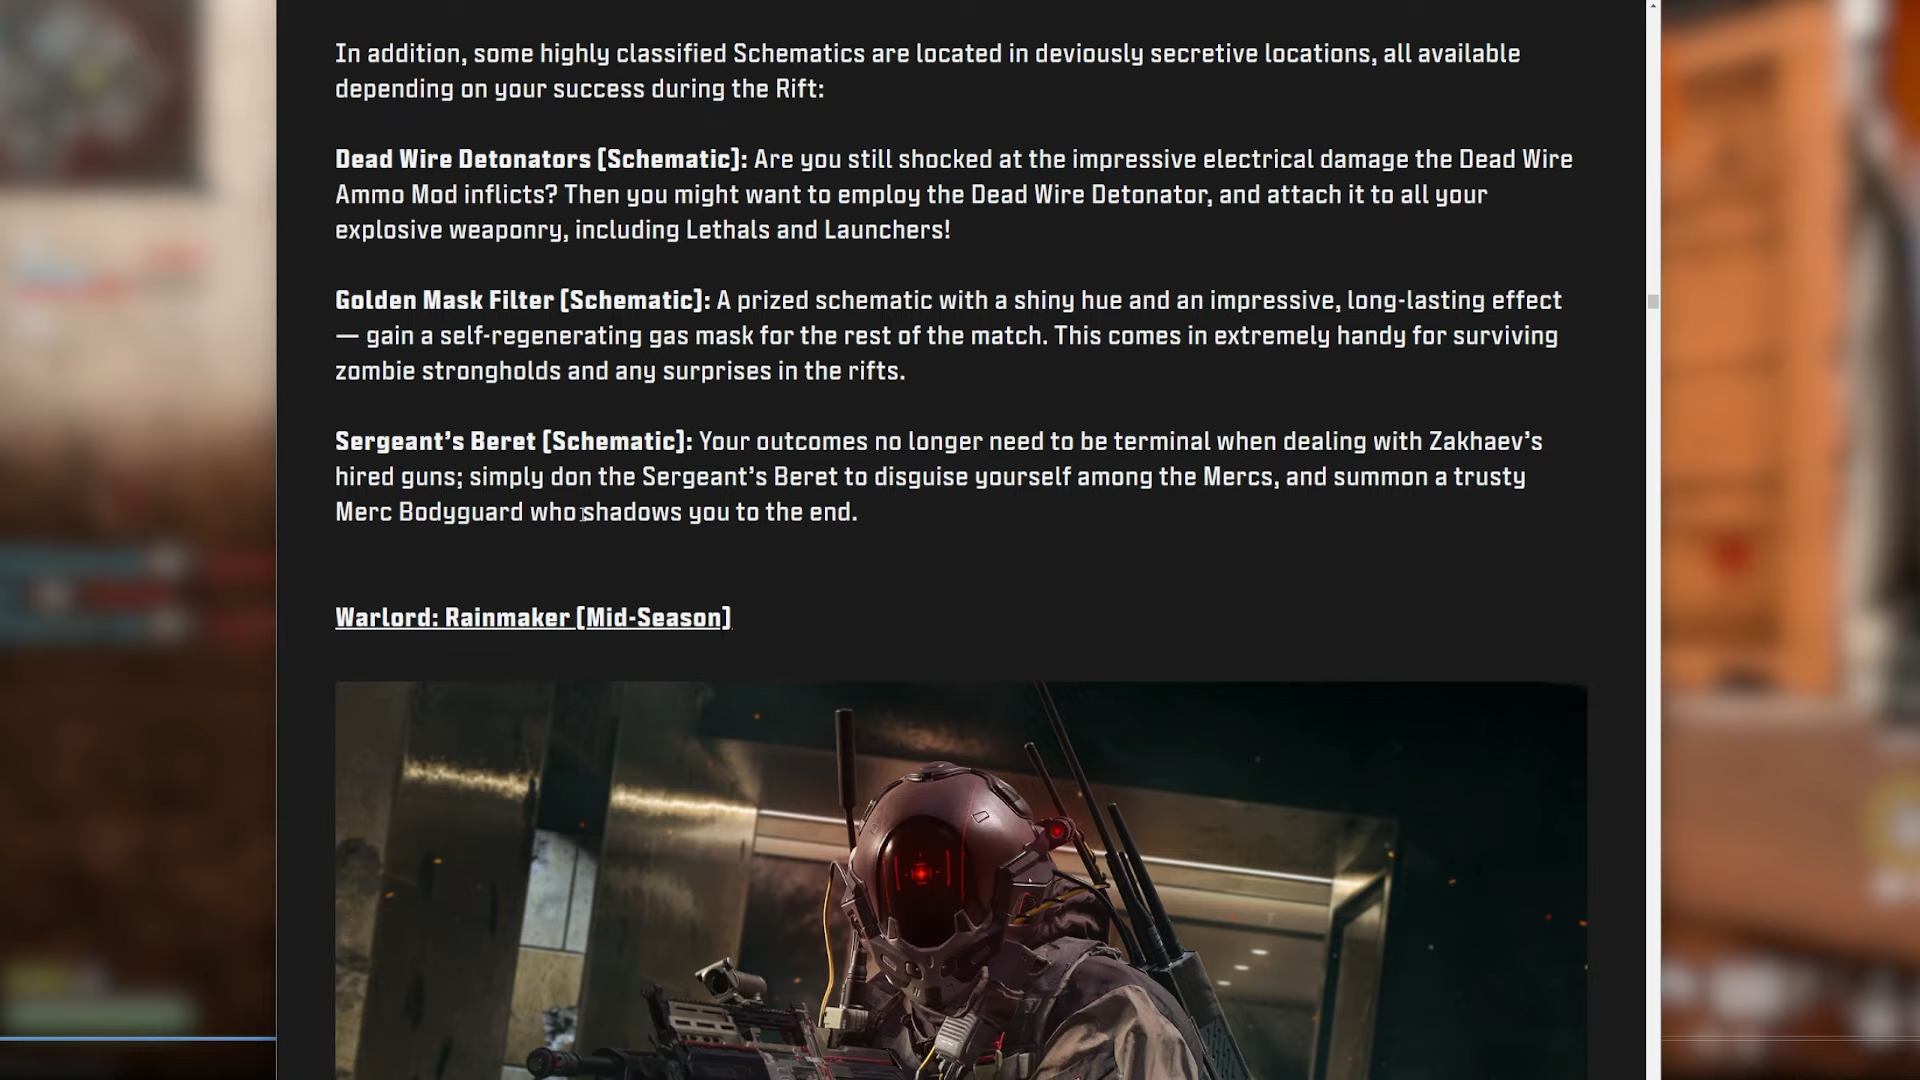 In addition, some highly classified Schematics are located in deviously secretive locations, all available
depending on your success during the Rift:
Dead Wire Detonators [Schematic]: Are you still shocked at the impressive electrical damage the Dead Wire
Ammo Mod inflicts? Then you might want to employ the Dead Wire Detonator, and attach it to all your
explosive weaponry, including Lethals and Launchers!
Golden Mask Filter [Schematic]: A prized schematic with a shiny hue and an impressive, long-lasting effect
— gain a self-regenerating gas mask for the rest of the match. This comes in extremely handy for surviving
zombie strongholds and any surprises in the rifts.
Sergeant’s Beret [Schematic]: Your outcomes no longer need to be terminal when dealing with Zakhaev’s
hired guns; simply don the Sergeant’s Beret to disguise yourself among the Mercs, and summon a trusty
Merc Bodyguard who shadows you to the end.
Warlord: Rainmaker [Mid-Season]